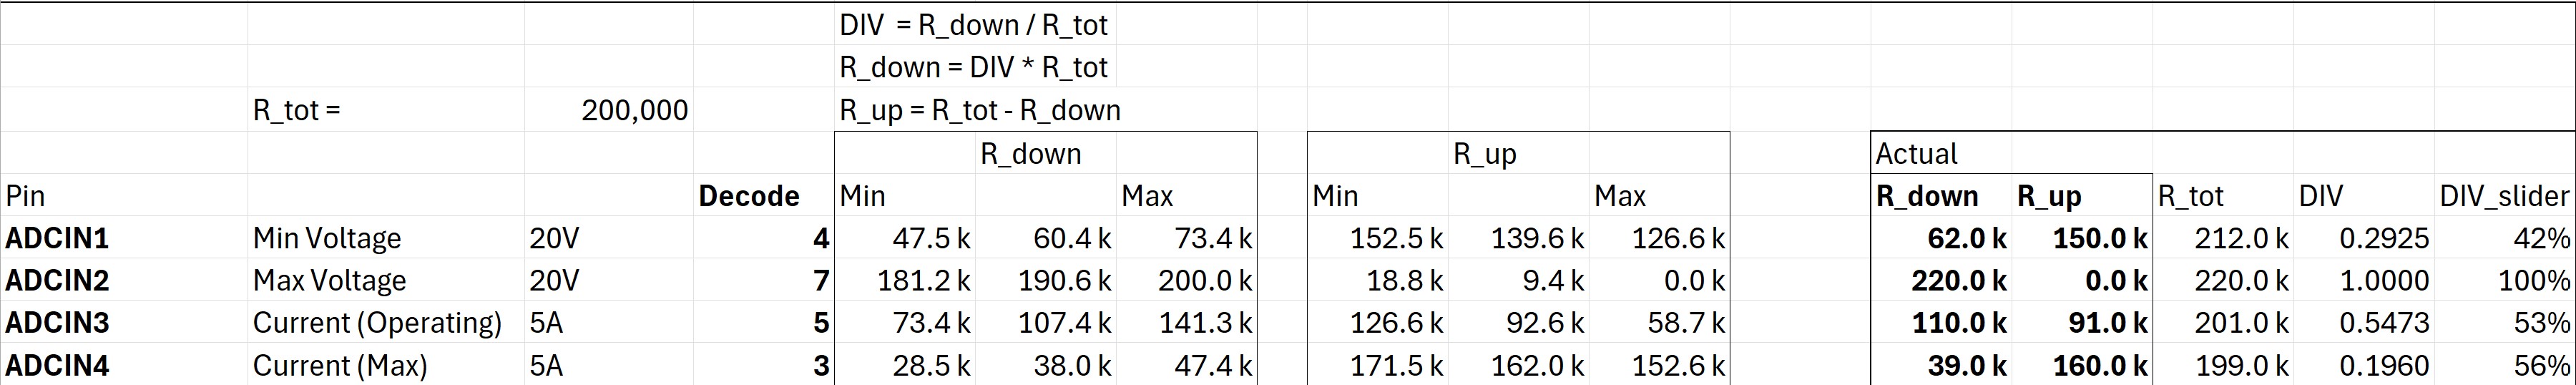 DIV = R_down / R_tot
R_down = DIV * R_tot
R_tot = 200,000 R_up = R_tot - R_down
R_down R_up Actual
Pin Decode Min Max Min Max R_down R_up R_tot DIV DIV_slider
ADCIN1 Min Voltage 20V 4 47.5 k 60.4 k 73.4 k 152.5 k 139.6 k 126.6 k 62.0 k 150.0 k 212.0 k 0.2925 42%
ADCIN2 Max Voltage 20V 7 181.2 k 190.6 k 200.0 k 18.8 k 9.4 k 0.0 k 220.0 k 0.0 k 220.0 k 1.0000 100%
ADCIN3 Current (Operating) 5A 5 73.4 k 107.4 k 141.3 k 126.6 k 92.6 k 58.7 k 110.0 k 91.0 k 201.0 k 0.5473 53%
ADCIN4 Current (Max) 5A 3 28.5 k 38.0 k 47.4 k 171.5 k 162.0 k 152.6 k 39.0 k 160.0 k 199.0 k 0.1960 56%